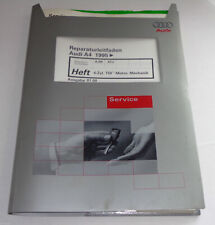 Audi
Reparaturleitfaden
Audi A4 1995 ►
Heft 4-Zyl. TDI Motor, Mechanik
Service